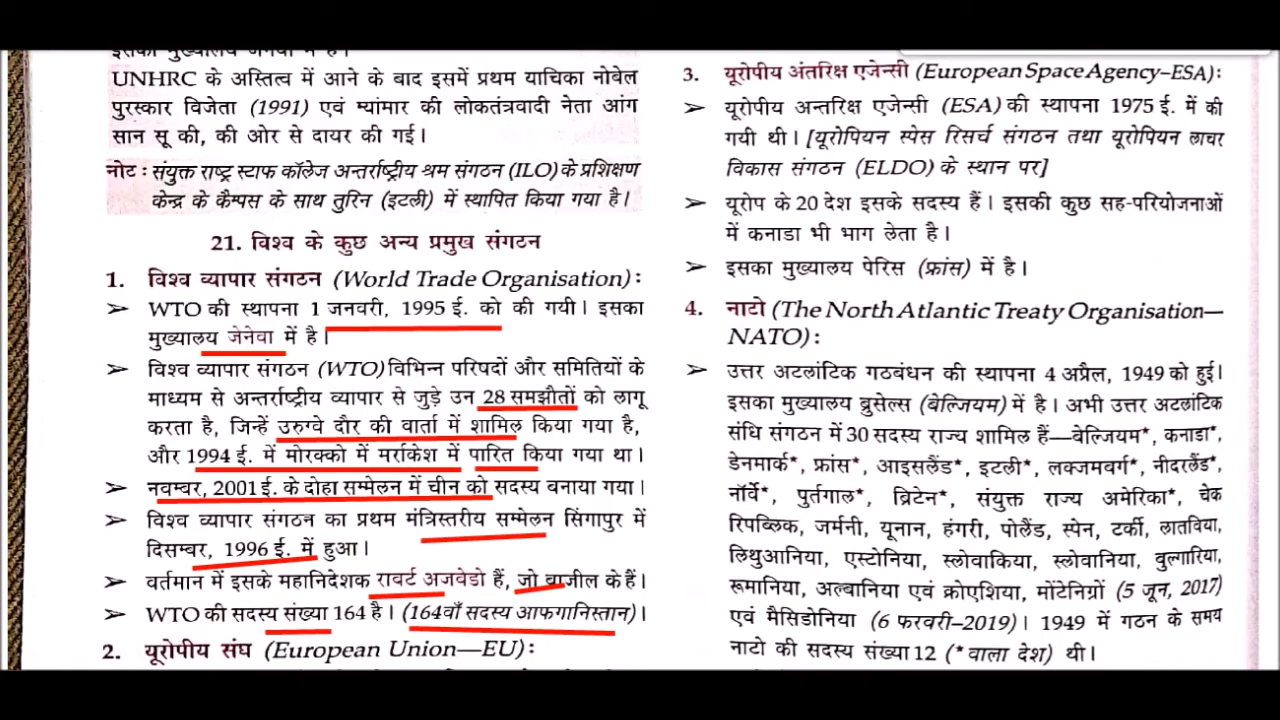 इसका मुख्यालय जेनेवा में है।
UNHRC के अस्तित्व में आने के बाद इसमें प्रथम याचिका नोबेल
पुरस्कार विजेता (1991) एवं म्यांमार की लोकतंत्रवादी नेता आंग
सान सू की, की ओर से दायर की गई।
नोट : संयुक्त राष्ट्र स्टाफ कॉलेज अन्तर्राष्ट्रीय श्रम संगठन (ILO) के प्रशिक्षण
केन्द्र के कैम्पस के साथ तुरिन (इटली) में स्थापित किया गया है।
21. विश्व के कुछ अन्य प्रमुख संगठन
1. विश्व व्यापार संगठन (World Trade Organisation) :
➢ WTO की स्थापना 1 जनवरी, 1995 ई. को की गयी। इसका
मुख्यालय जेनेवा में है।
➢ विश्व व्यापार संगठन (WTO) विभिन्न परिषदों और समितियों के
माध्यम से अन्तर्राष्ट्रीय व्यापार से जुड़े उन 28 समझौतों को लागू
करता है, जिन्हें उरुग्वे दौर की वार्ता में शामिल किया गया है,
और 1994 ई. में मोरक्को में मर्राकेश में पारित किया गया था।
➢ नवम्बर, 2001 ई. के दोहा सम्मेलन में चीन को सदस्य बनाया गया।
➢ विश्व व्यापार संगठन का प्रथम मंत्रिस्तरीय सम्मेलन सिंगापुर में
दिसम्बर, 1996 ई. में हुआ।
➢ वर्तमान में इसके महानिदेशक रावर्ट अजवेडो हैं, जो ब्राजील के हैं।
➢ WTO की सदस्य संख्या 164 है। (164वाँ सदस्य आफगानिस्तान)।
2. यूरोपीय संघ (European Union—EU) :
3. यूरोपीय अंतरिक्ष एजेन्सी (European Space Agency–ESA) :
➢ यूरोपीय अन्तरिक्ष एजेन्सी (ESA) की स्थापना 1975 ई. में की
गयी थी। [यूरोपियन स्पेस रिसर्च संगठन तथा यूरोपियन लाचर
विकास संगठन (ELDO) के स्थान पर]
➢ यूरोप के 20 देश इसके सदस्य हैं। इसकी कुछ सह-परियोजनाओं
में कनाडा भी भाग लेता है।
➢ इसका मुख्यालय पेरिस (फ्रांस) में है।
4. नाटो (The North Atlantic Treaty Organisation—
NATO) :
➢ उत्तर अटलांटिक गठबंधन की स्थापना 4 अप्रैल, 1949 को हुई।
इसका मुख्यालय ब्रुसेल्स (बेल्जियम) में है। अभी उत्तर अटलांटिक
संधि संगठन में 30 सदस्य राज्य शामिल हैं—बेल्जियम*, कनाडा*,
डेनमार्क*, फ्रांस*, आइसलैंड*, इटली*, लक्जमवर्ग*, नीदरलैंड*,
नॉर्वे*, पुर्तगाल*, ब्रिटेन*, संयुक्त राज्य अमेरिका*, चेक
रिपब्लिक, जर्मनी, यूनान, हंगरी, पोलैंड, स्पेन, टर्की, लातविया,
लिथुआनिया, एस्टोनिया, स्लोवाकिया, स्लोवानिया, वुल्गारिया,
रूमानिया, अल्बानिया एवं क्रोएशिया, मोंटेनिग्रों (5 जून, 2017)
एवं मैसिडोनिया (6 फरवरी–2019)। 1949 में गठन के समय
नाटो की सदस्य संख्या 12 (* वाला देश) थी।